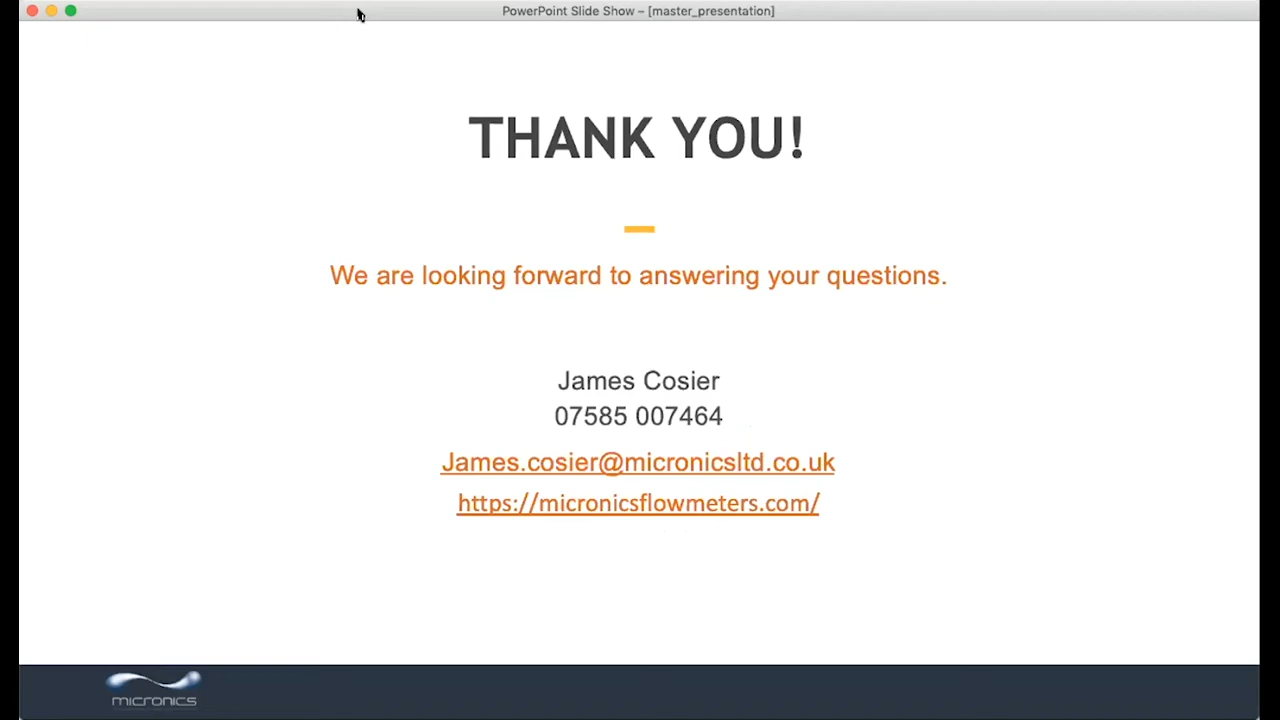 PowerPoint Slide Show – [master_presentation]
THANK YOU!
We are looking forward to answering your questions.
James Cosier
07585 007464
James.cosier@micronicsltd.co.uk
https://micronicsflowmeters.com/
micronics